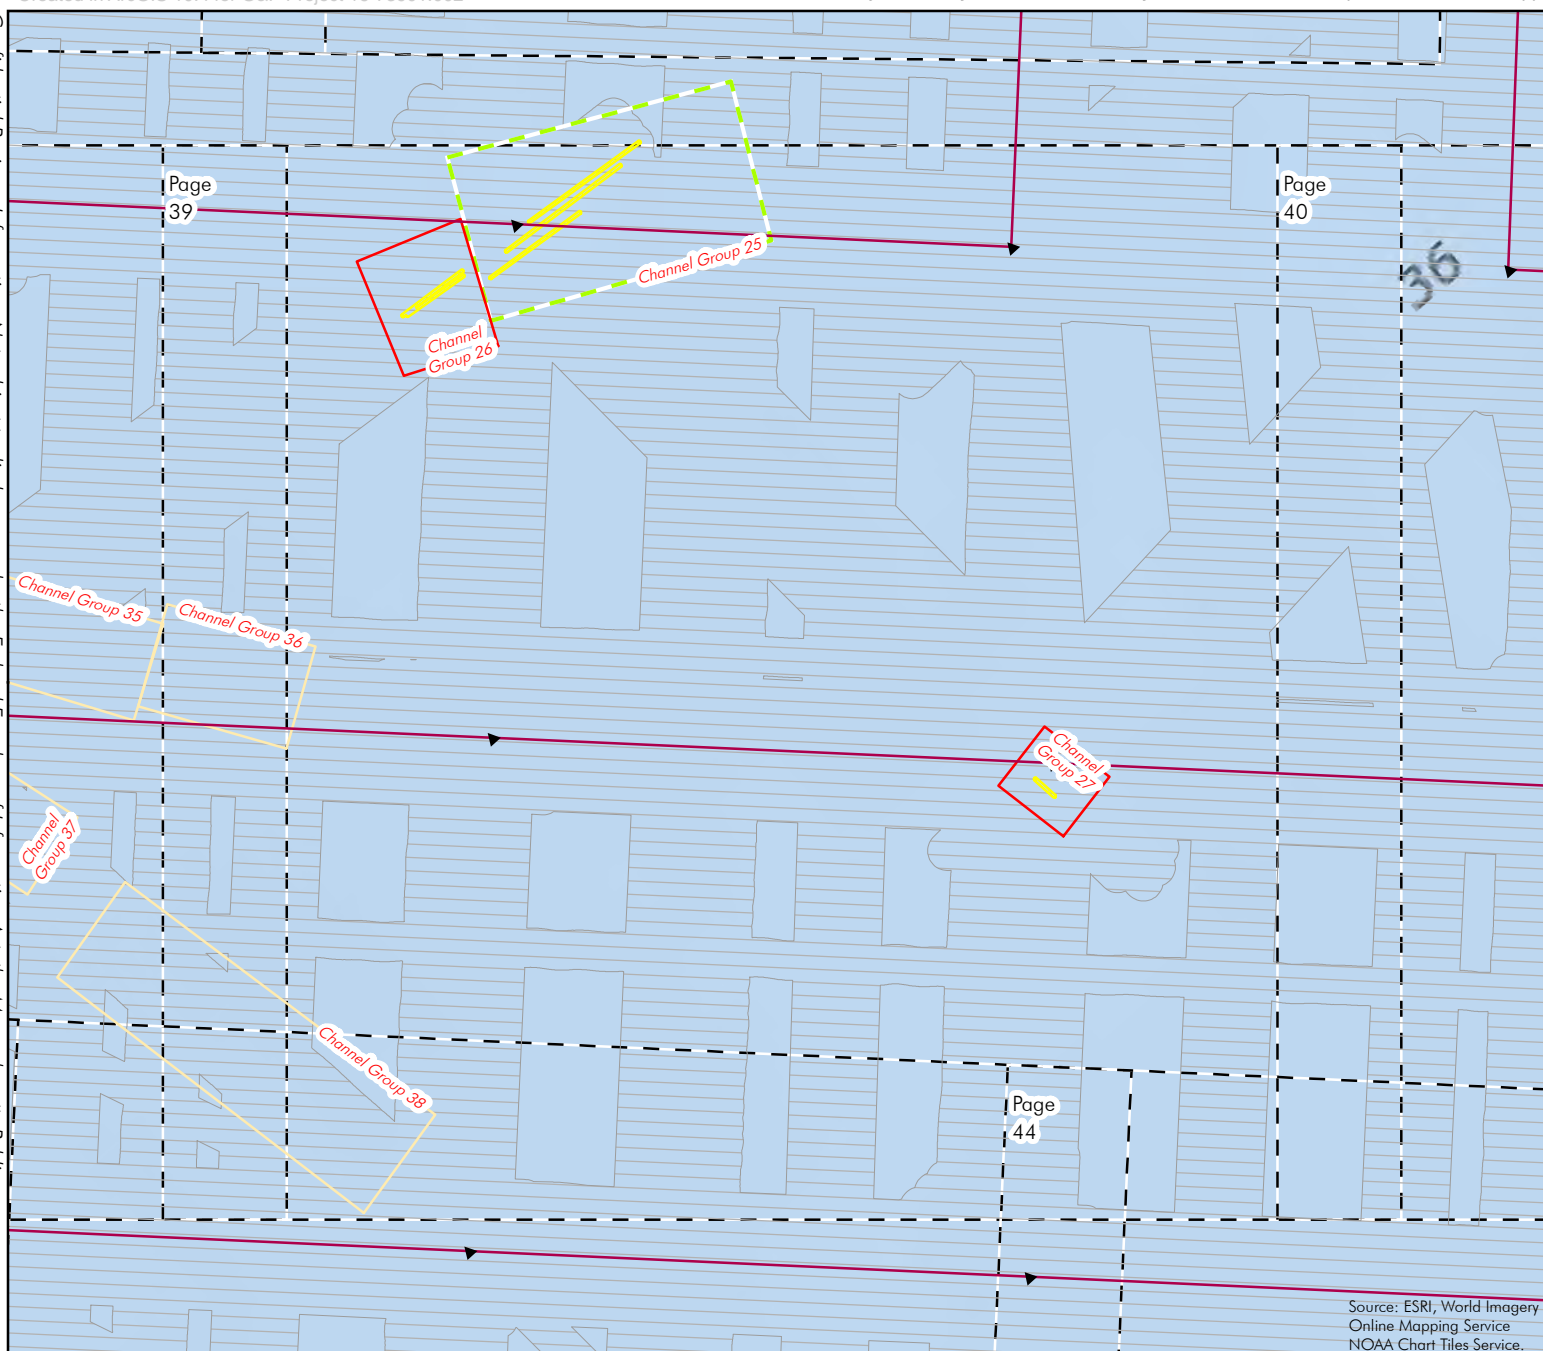 Page
39
Page
40
36
Channel Group 25
Channel
Group 26
Channel Group 35
Channel Group 36
Channel
Group 27
Channel
Group 37
Channel Group 38
Page
44
Source: ESRI, World Imagery
Online Mapping Service
NOAA Chart Tiles Service.